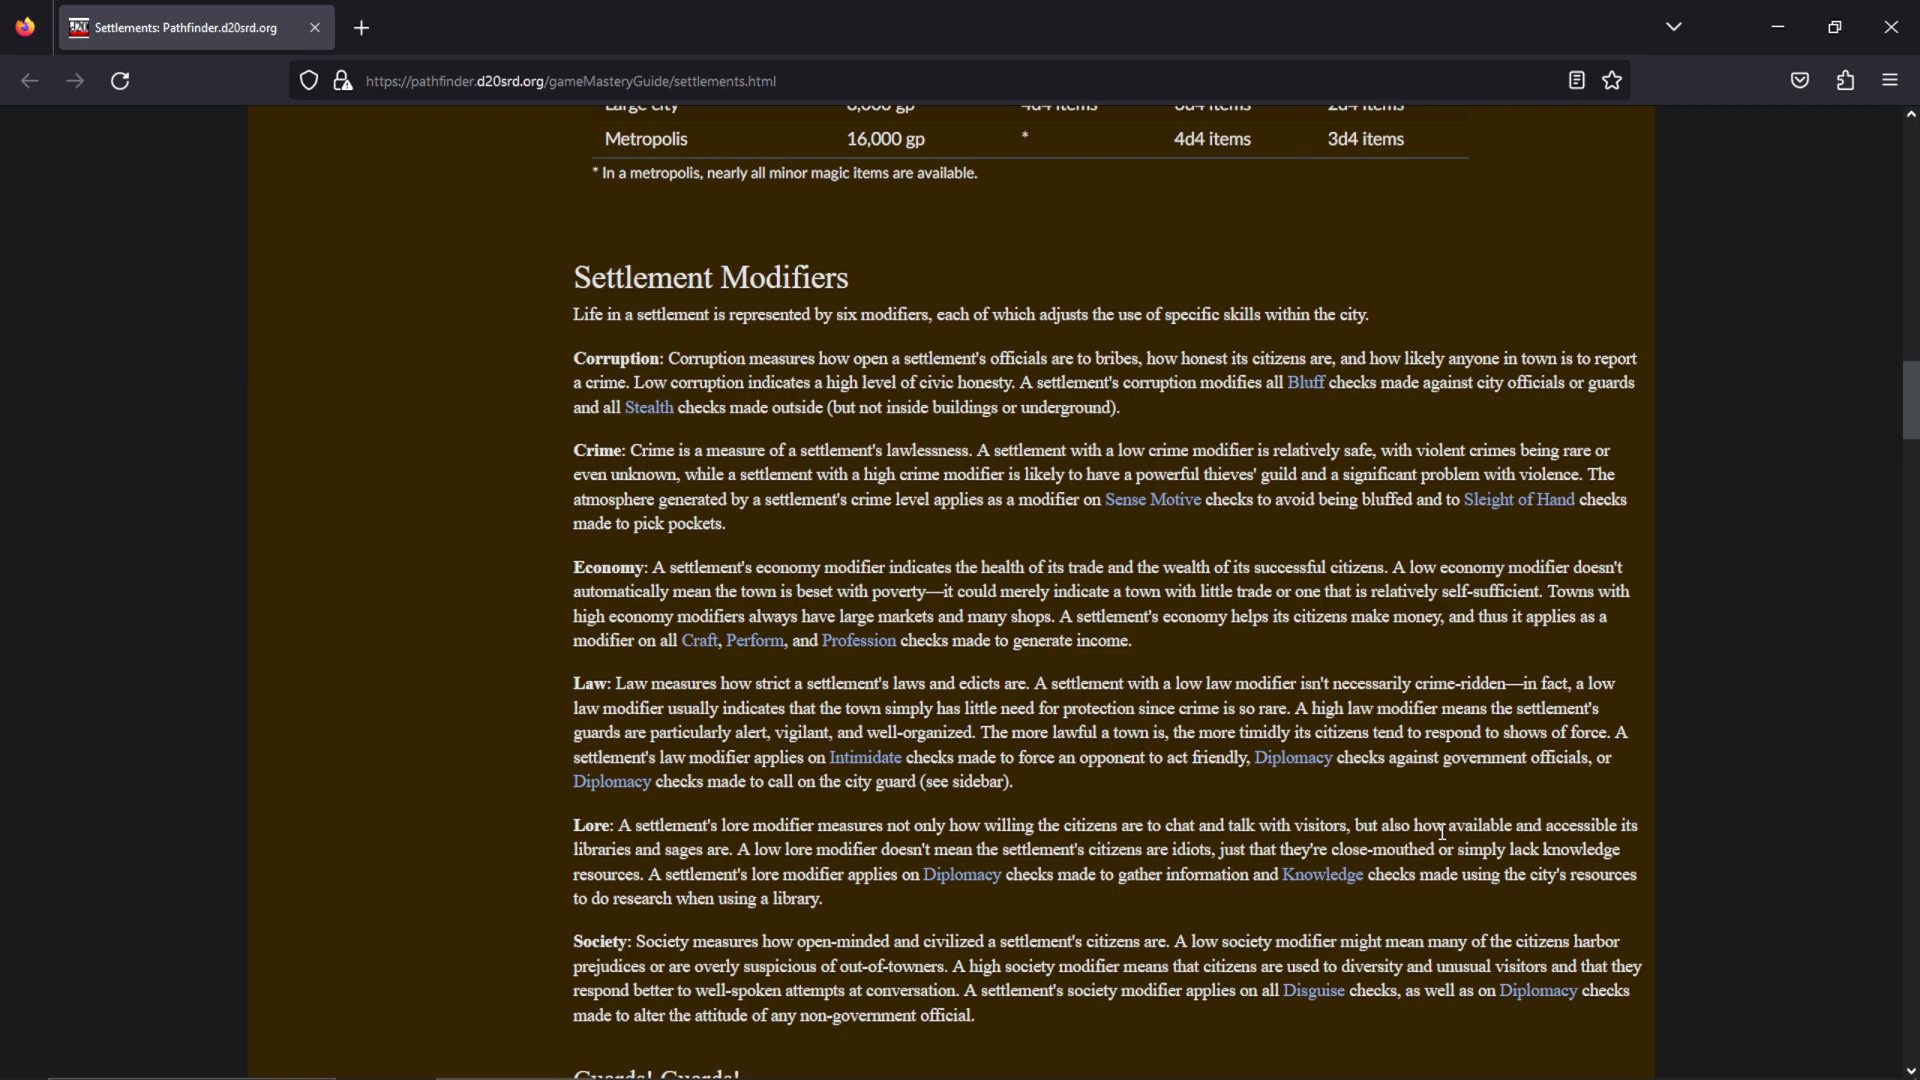 Settlements: Pathfinder.d20srd.org
https://pathfinder.d20srd.org/gameMasteryGuide/settlements.html
Large city 8,000 gp 4d4 items 3d4 items 2d4 items
Metropolis 16,000 gp * 4d4 items 3d4 items
* In a metropolis, nearly all minor magic items are available.
Settlement Modifiers
Life in a settlement is represented by six modifiers, each of which adjusts the use of specific skills within the city.
Corruption: Corruption measures how open a settlement's officials are to bribes, how honest its citizens are, and how likely anyone in town is to report
a crime. Low corruption indicates a high level of civic honesty. A settlement's corruption modifies all Bluff checks made against city officials or guards
and all Stealth checks made outside (but not inside buildings or underground).
Crime: Crime is a measure of a settlement's lawlessness. A settlement with a low crime modifier is relatively safe, with violent crimes being rare or
even unknown, while a settlement with a high crime modifier is likely to have a powerful thieves' guild and a significant problem with violence. The
atmosphere generated by a settlement's crime level applies as a modifier on Sense Motive checks to avoid being bluffed and to Sleight of Hand checks
made to pick pockets.
Economy: A settlement's economy modifier indicates the health of its trade and the wealth of its successful citizens. A low economy modifier doesn't
automatically mean the town is beset with poverty—it could merely indicate a town with little trade or one that is relatively self-sufficient. Towns with
high economy modifiers always have large markets and many shops. A settlement's economy helps its citizens make money, and thus it applies as a
modifier on all Craft, Perform, and Profession checks made to generate income.
Law: Law measures how strict a settlement's laws and edicts are. A settlement with a low law modifier isn't necessarily crime-ridden—in fact, a low
law modifier usually indicates that the town simply has little need for protection since crime is so rare. A high law modifier means the settlement's
guards are particularly alert, vigilant, and well-organized. The more lawful a town is, the more timidly its citizens tend to respond to shows of force. A
settlement's law modifier applies on Intimidate checks made to force an opponent to act friendly, Diplomacy checks against government officials, or
Diplomacy checks made to call on the city guard (see sidebar).
Lore: A settlement's lore modifier measures not only how willing the citizens are to chat and talk with visitors, but also how available and accessible its
libraries and sages are. A low lore modifier doesn't mean the settlement's citizens are idiots, just that they're close-mouthed or simply lack knowledge
resources. A settlement's lore modifier applies on Diplomacy checks made to gather information and Knowledge checks made using the city's resources
to do research when using a library.
Society: Society measures how open-minded and civilized a settlement's citizens are. A low society modifier might mean many of the citizens harbor
prejudices or are overly suspicious of out-of-towners. A high society modifier means that citizens are used to diversity and unusual visitors and that they
respond better to well-spoken attempts at conversation. A settlement's society modifier applies on all Disguise checks, as well as on Diplomacy checks
made to alter the attitude of any non-government official.
Guards! Guards!